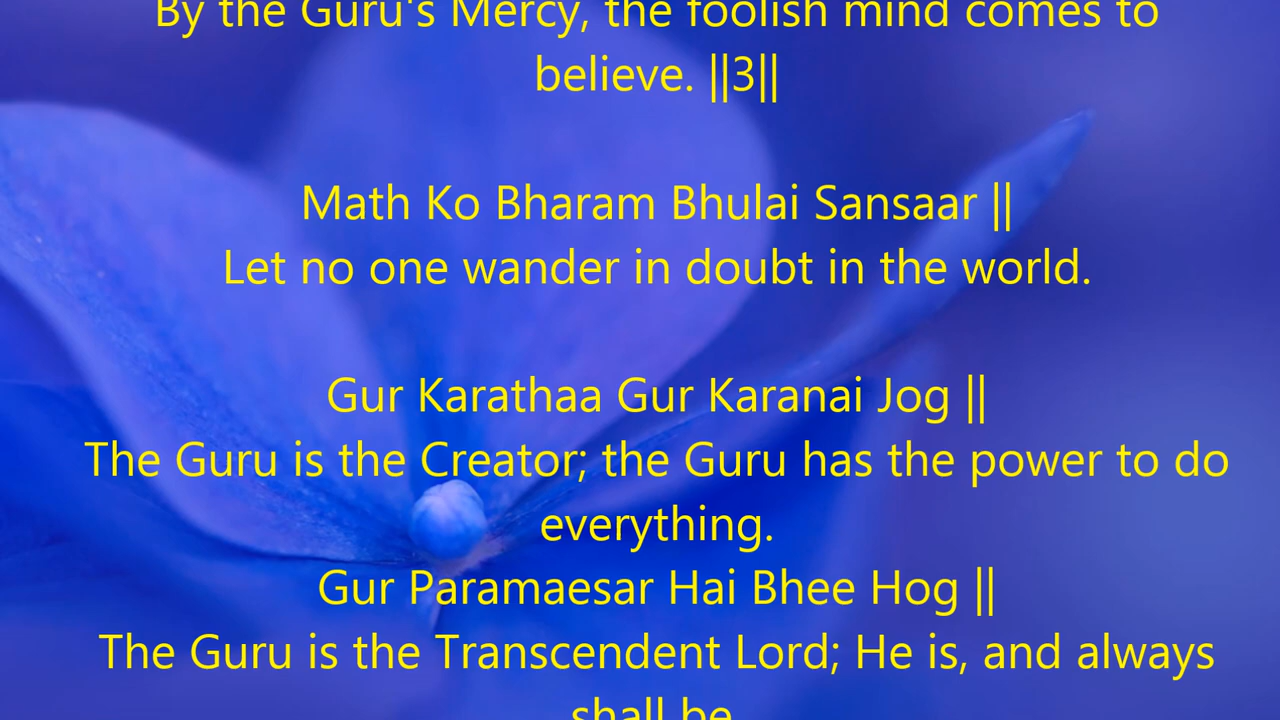 By the Guru's Mercy, the foolish mind comes to
believe. ||3||
Math Ko Bharam Bhulai Sansaar ||
Let no one wander in doubt in the world.
Gur Karathaa Gur Karanai Jog ||
The Guru is the Creator; the Guru has the power to do
everything.
Gur Paramaesar Hai Bhee Hog ||
The Guru is the Transcendent Lord; He is, and always
shall be